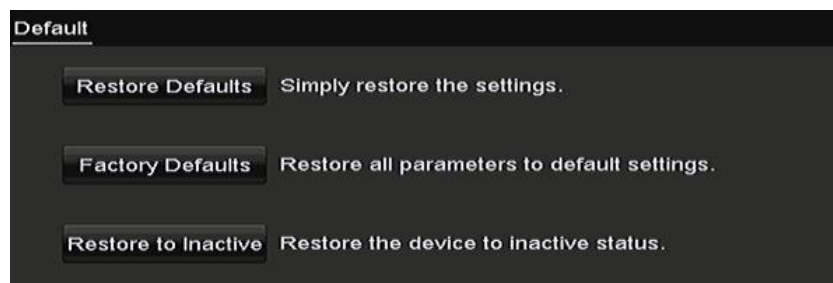 Default
Restore Defaults Simply restore the settings.
Factory Defaults Restore all parameters to default settings.
Restore to Inactive Restore the device to inactive status.